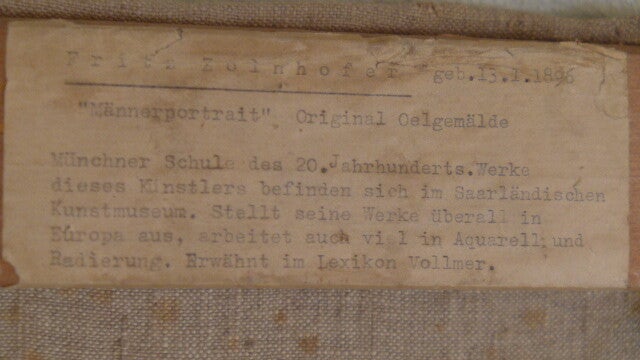 Fritz Zolnhofer geb.13.I.1896
"Männerportrait" Original Oelgemälde
Münchner Schule des 20.Jahrhunderts.Werke
dieses Künstlers befinden sich im Saarländischen
Kunstmuseum. Stellt seine Werke überall in
Europa aus, arbeitet auch viel in Aquarell und
Radierung. Erwähnt im Lexikon Vollmer.